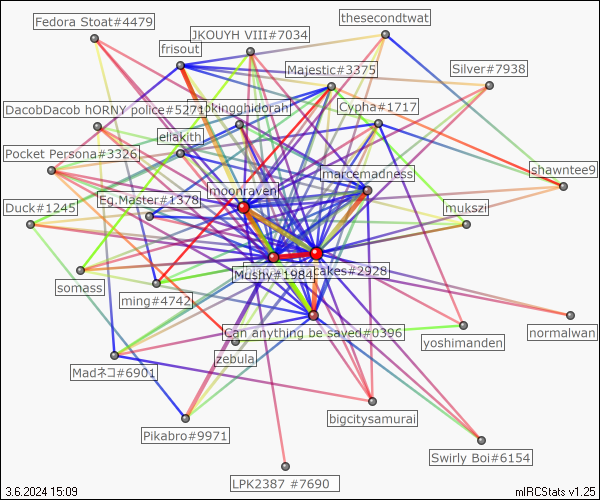 thesecondtwat
Fedora Stoat#4479
JKOUYH VIII#7034
frisout
Majestic#3375
Silver#7938
DacobDacob hORNY police#5271
kingghidorah
Cypha#1717
eliakith
Pocket Persona#3326
shawntee9
marcemadness
moonraven
Eg.Master#1378
Duck#1245
mukszi
Mushy#1984
cakes#2928
somass
ming#4742
Can anything be saved#0396
normalwan
yoshimanden
zebula
Madネコ#6901
bigcitysamurai
Pikabro#9971
Swirly Boi#6154
LPK2387 #7690
3.6.2024 15:09
mIRCStats v1.25